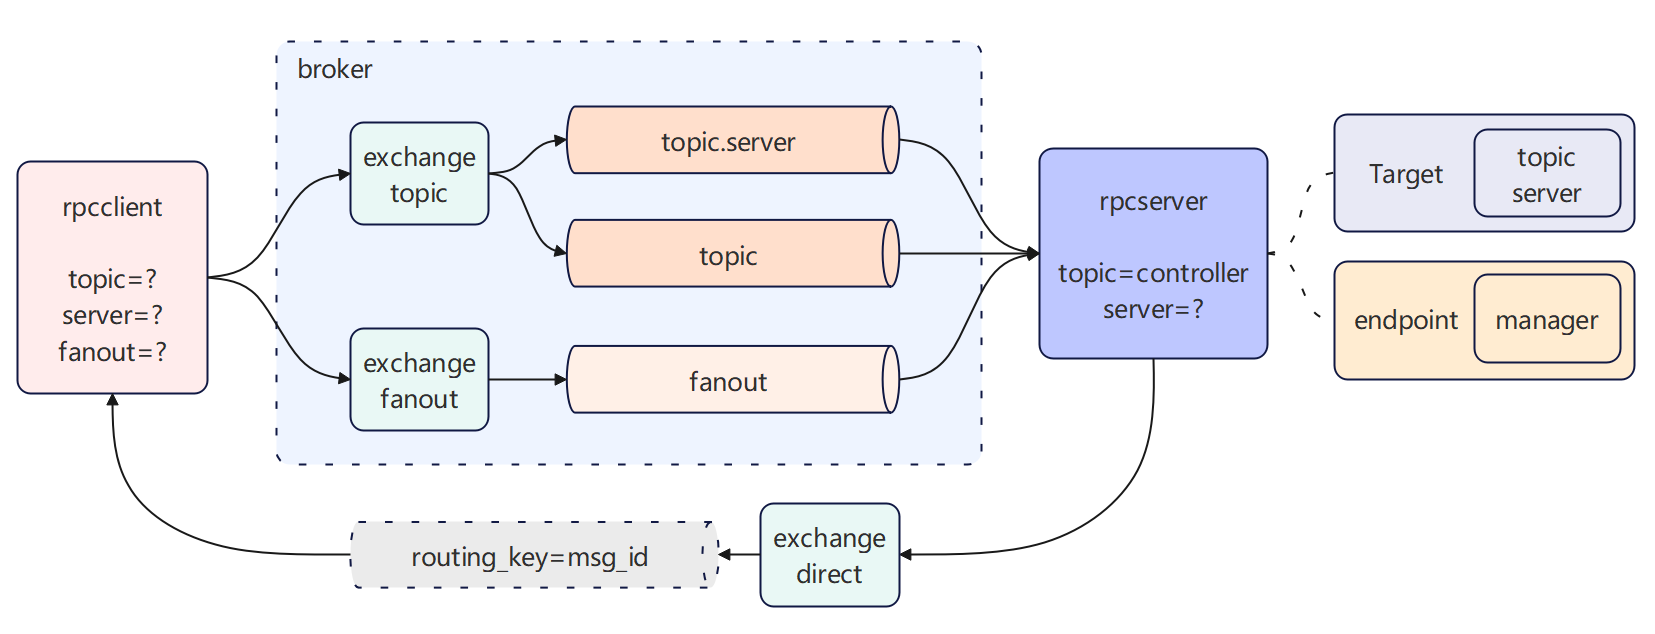 broker
rpcclient
topic=?
server=?
fanout=?
exchange
topic
exchange
fanout
topic.server
topic
fanout
rpcserver
topic=controller
server=?
Target
topic
server
endpoint
manager
exchange
direct
routing_key=msg_id